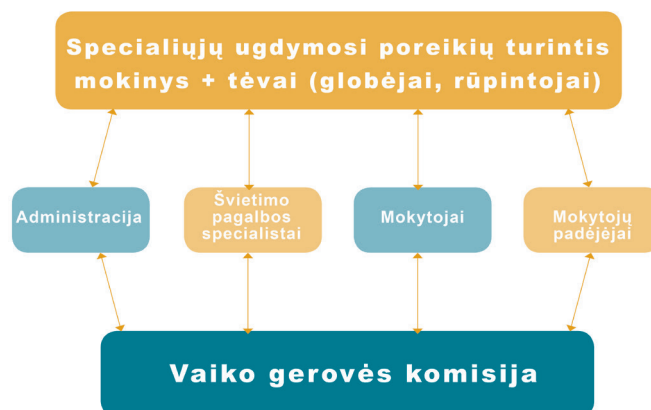 Specialiųjų ugdymosi poreikių turintis
mokinys + tėvai (globėjai, rūpintojai)
Administracija
Švietimo
pagalbos
specialistai
Mokytojai
Mokytojų
padėjėjai
Vaiko gerovės komisija